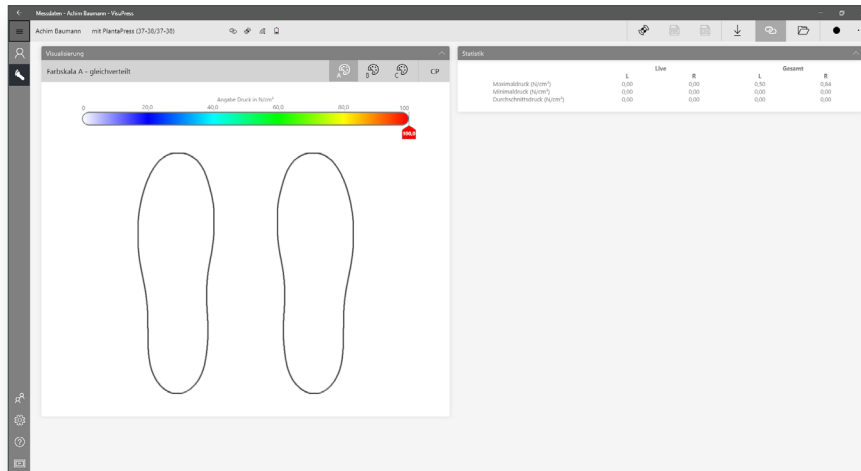 Messdaten - Achim Baumann - VisuPress
Achim Baumann mit PlantaPress (37-38/37-38)
Visualisierung
Farbskala A - gleichverteilt
A B C CP
Angabe Druck in N/cm²
0 20,0 40,0 60,0 80,0 100
100,0
Statistik
Live Gesamt
L R L R
Maximaldruck (N/cm²) 0,00 0,00 0,50 0,84
Minimaldruck (N/cm²) 0,00 0,00 0,00 0,00
Durchschnittsdruck (N/cm²) 0,00 0,00 0,00 0,00